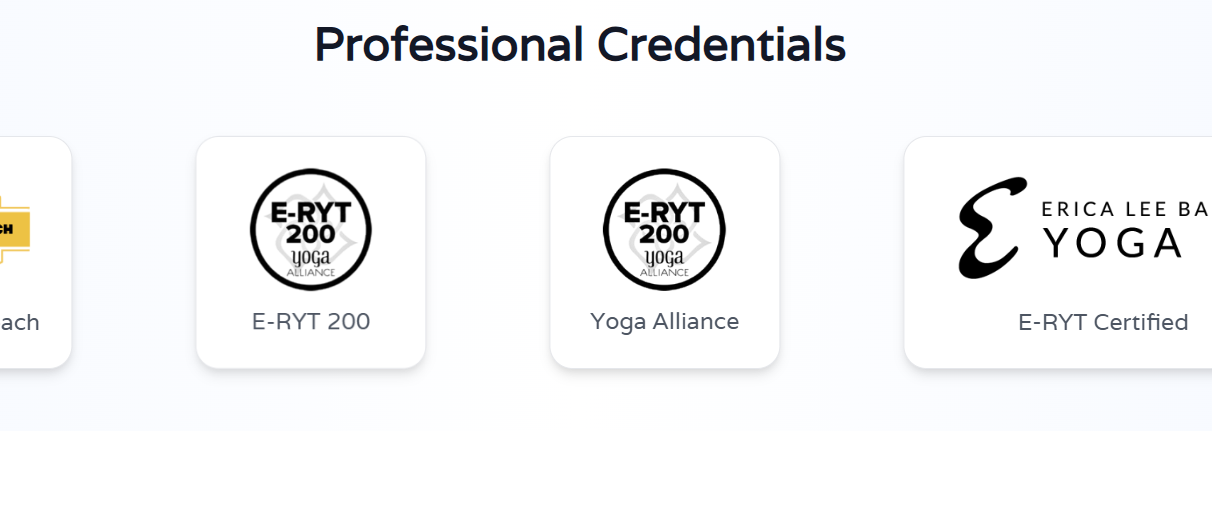 Professional Credentials
CH
ach
E-RYT
200
yoga
ALLIANCE
E-RYT 200
E-RYT
200
yoga
ALLIANCE
Yoga Alliance
ERICA LEE BA
YOGA
E-RYT Certified